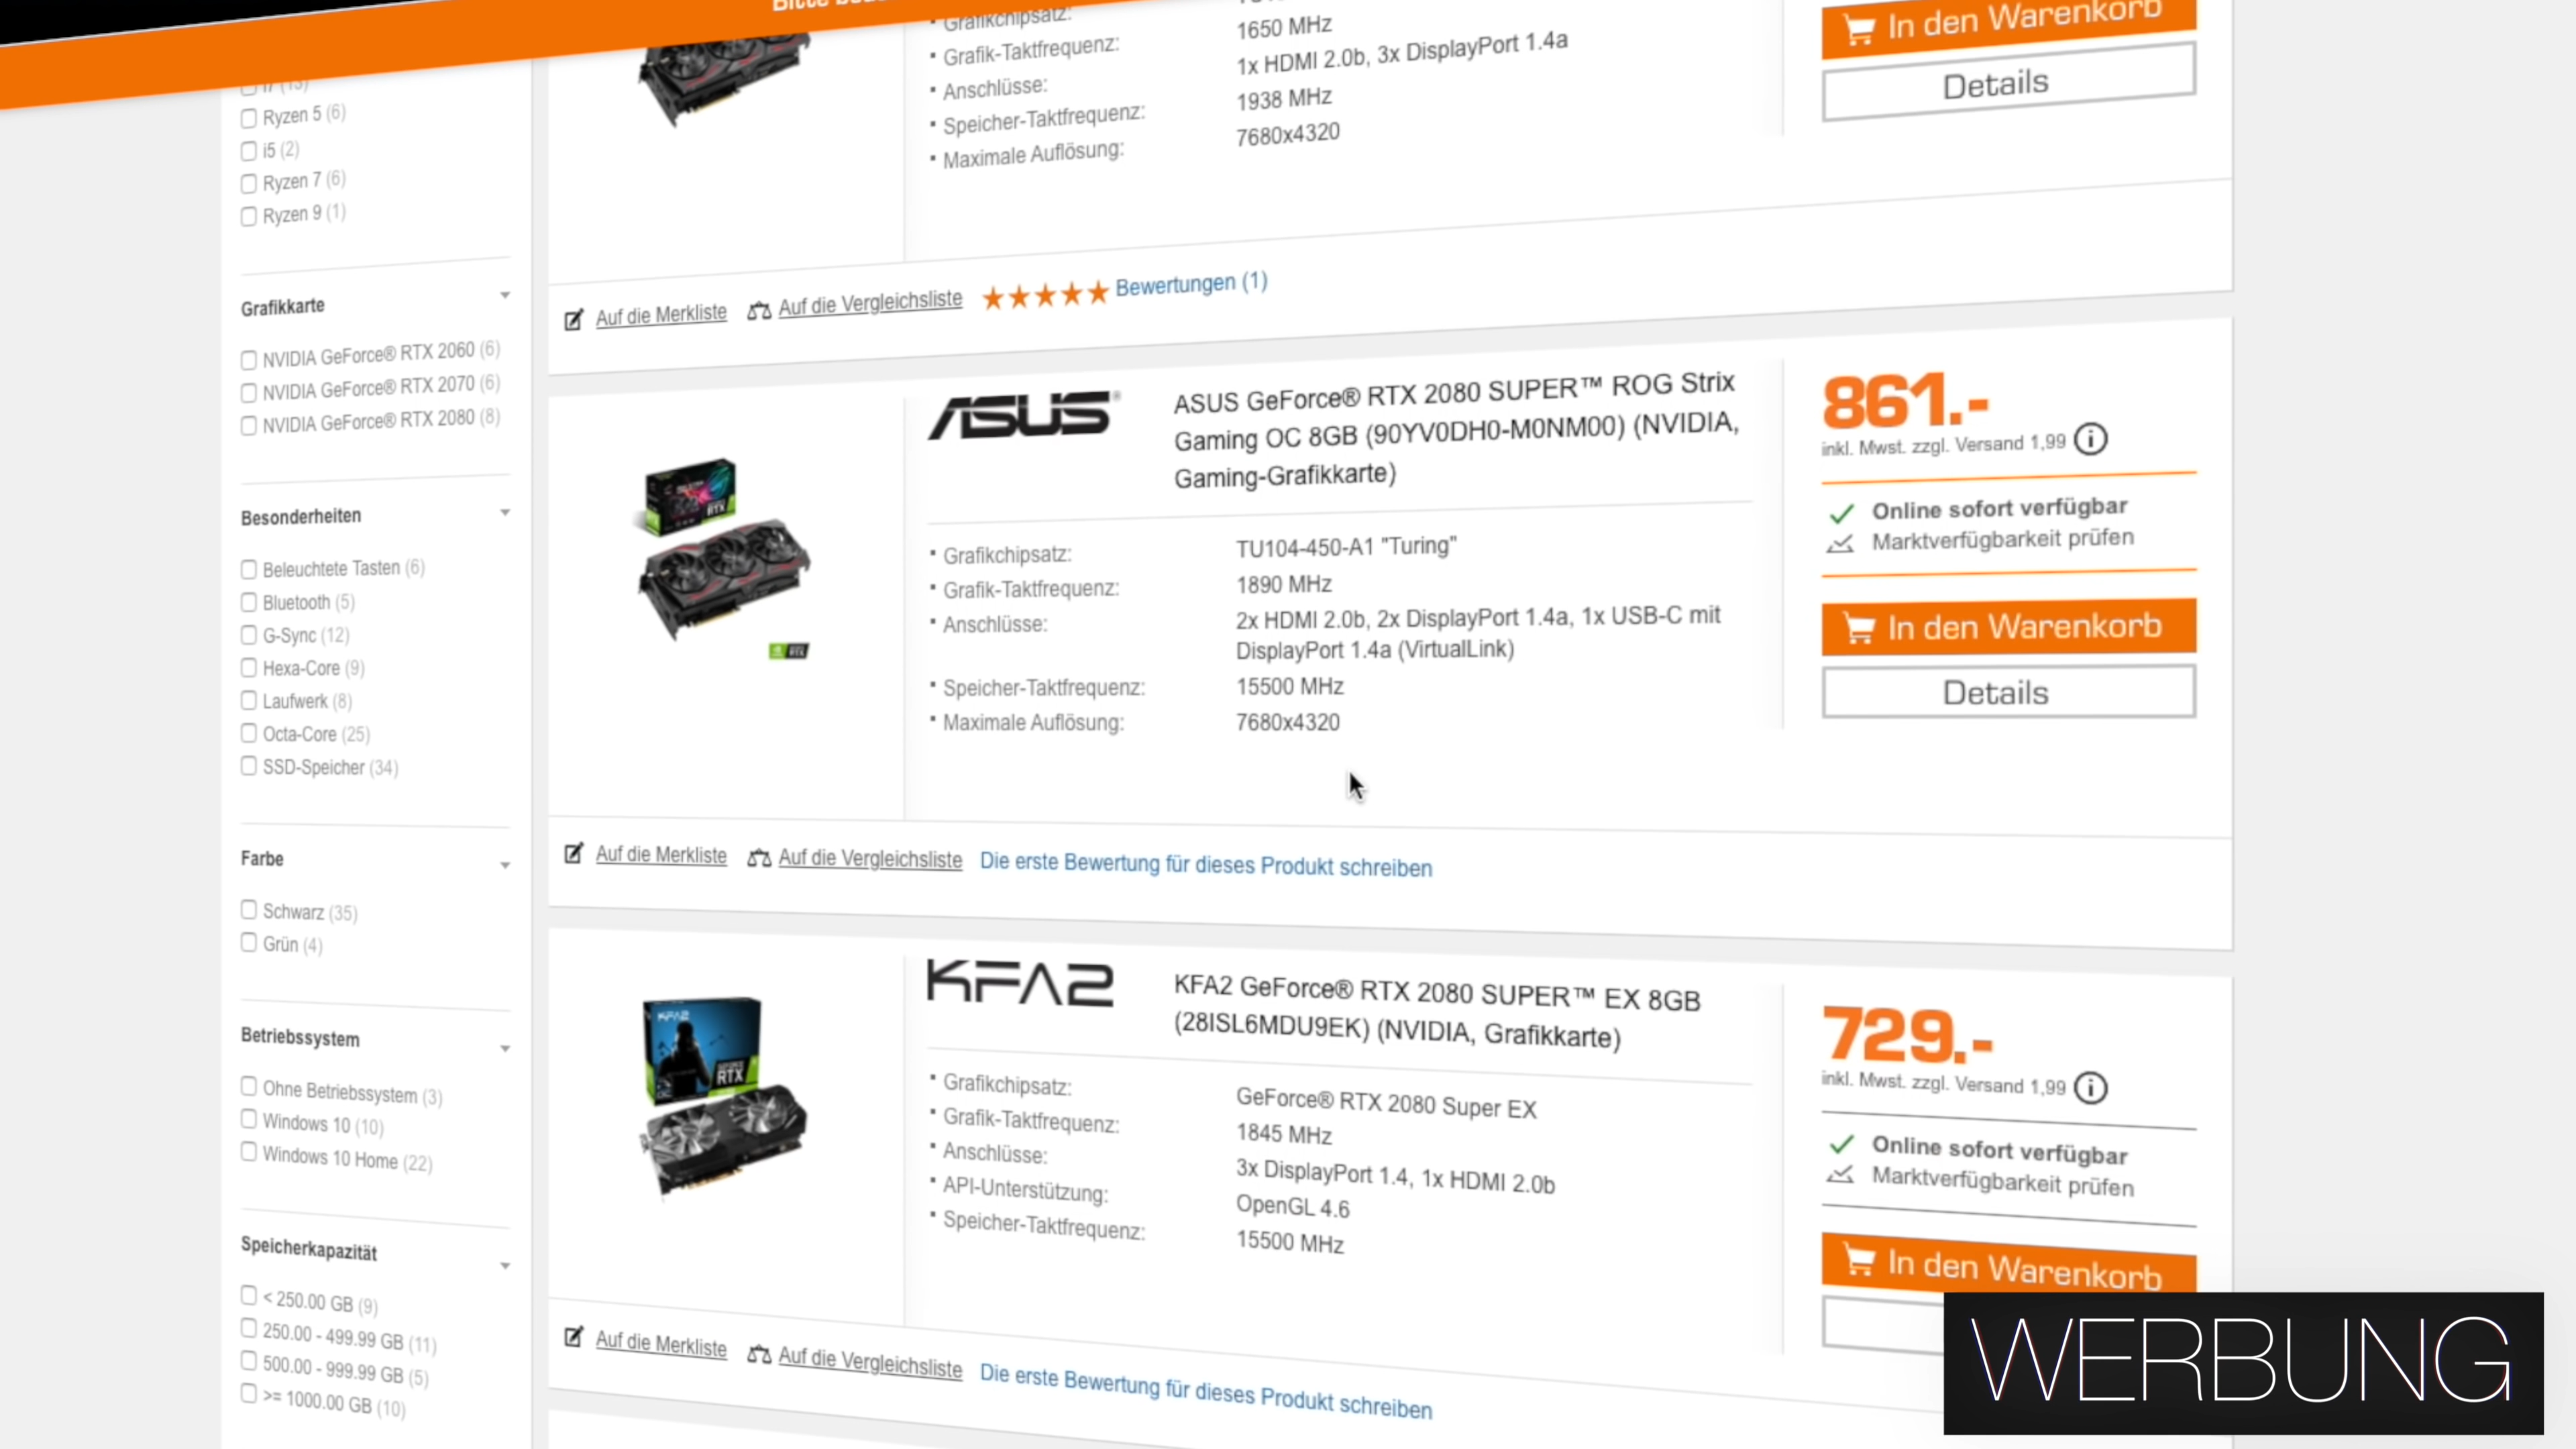 Bitte
i7 (13)
Ryzen 5 (6)
i5 (2)
Ryzen 7 (6)
Ryzen 9 (1)
Grafikkarte
NVIDIA GeForce® RTX 2060 (6)
NVIDIA GeForce® RTX 2070 (6)
NVIDIA GeForce® RTX 2080 (8)
Besonderheiten
Beleuchtete Tasten (6)
Bluetooth (5)
G-Sync (12)
Hexa-Core (9)
Laufwerk (8)
Octa-Core (25)
SSD-Speicher (34)
Farbe
Schwarz (35)
Grün (4)
Betriebssystem
Ohne Betriebssystem (3)
Windows 10 (10)
Windows 10 Home (22)
Speicherkapazität
< 250.00 GB (9)
250.00 - 499.99 GB (11)
500.00 - 999.99 GB (5)
>= 1000.00 GB (10)
Grafikchipsatz:
Grafik-Taktfrequenz: 1650 MHz
Anschlüsse: 1x HDMI 2.0b, 3x DisplayPort 1.4a
Speicher-Taktfrequenz: 1938 MHz
Maximale Auflösung: 7680x4320
In den Warenkorb
Details
Auf die Merkliste Auf die Vergleichsliste Bewertungen (1)
ASUS
ASUS GeForce® RTX 2080 SUPER™ ROG Strix
Gaming OC 8GB (90YV0DH0-M0NM00) (NVIDIA,
Gaming-Grafikkarte)
Grafikchipsatz: TU104-450-A1 "Turing"
Grafik-Taktfrequenz: 1890 MHz
Anschlüsse: 2x HDMI 2.0b, 2x DisplayPort 1.4a, 1x USB-C mit
DisplayPort 1.4a (VirtualLink)
Speicher-Taktfrequenz: 15500 MHz
Maximale Auflösung: 7680x4320
861.-
inkl. Mwst. zzgl. Versand 1,99
Online sofort verfügbar
Marktverfügbarkeit prüfen
In den Warenkorb
Details
Auf die Merkliste Auf die Vergleichsliste Die erste Bewertung für dieses Produkt schreiben
KFA2
RTX
KFA2
KFA2 GeForce® RTX 2080 SUPER™ EX 8GB
(28ISL6MDU9EK) (NVIDIA, Grafikkarte)
Grafikchipsatz: GeForce® RTX 2080 Super EX
Grafik-Taktfrequenz: 1845 MHz
Anschlüsse: 3x DisplayPort 1.4, 1x HDMI 2.0b
API-Unterstützung: OpenGL 4.6
Speicher-Taktfrequenz: 15500 MHz
729.-
inkl. Mwst. zzgl. Versand 1,99
Online sofort verfügbar
Marktverfügbarkeit prüfen
In den Warenkorb
Auf die Merkliste Auf die Vergleichsliste Die erste Bewertung für dieses Produkt schreiben
WERBUNG